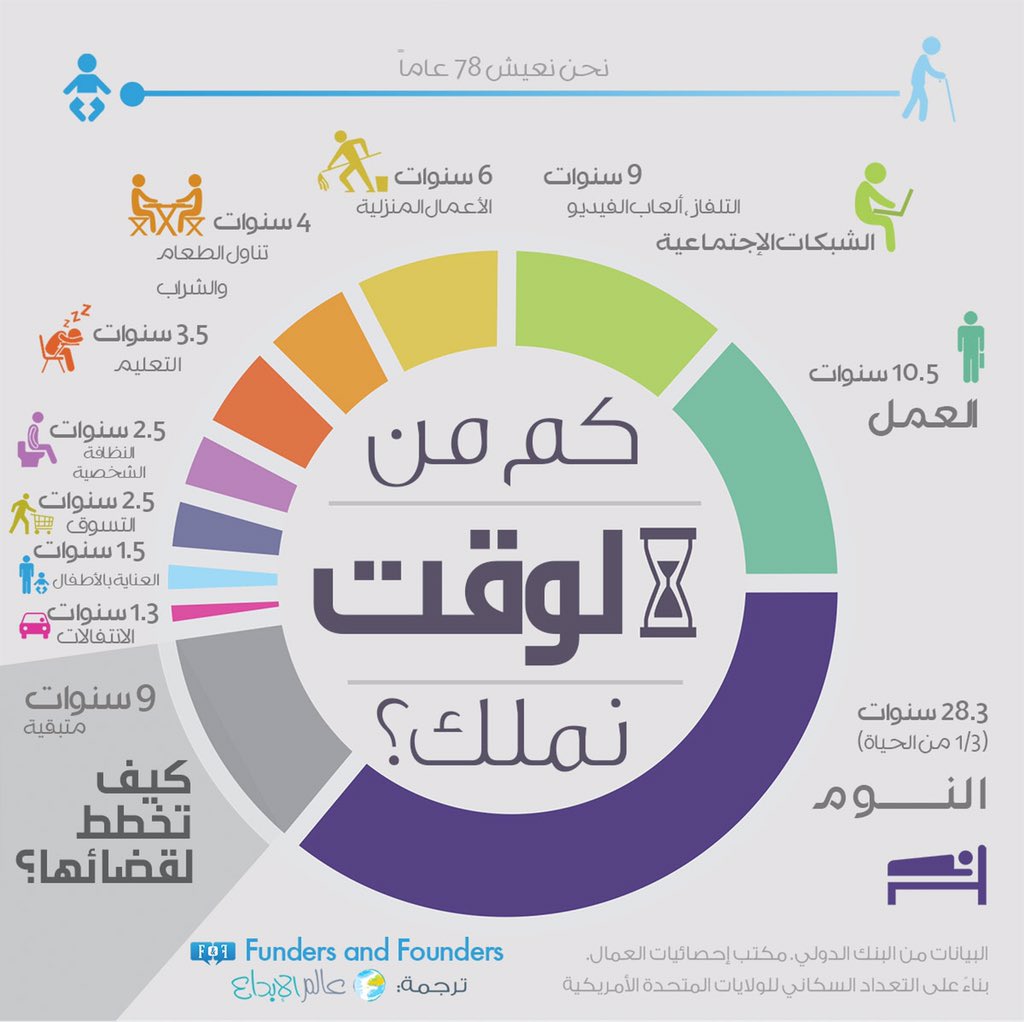 نحن نعيش 78 عاماً
9 سنوات
التلفاز، ألعاب الفيديو
الشبكات الإجتماعية
6 سنوات
الأعمال المنزلية
4 سنوات
تناول الطعام
والشراب
3.5 سنوات
التعليم
2.5 سنوات
النظافة
الشخصية
2.5 سنوات
التسوق
1.5 سنوات
العناية بالأطفال
1.3 سنوات
الانتقالات
10.5 سنوات
العمل
كم من
الوقت
نملك؟
28.3 سنوات
(1/3 من الحياة)
النـــوم
9 سنوات
متبقية
كيف
تخطط
لقضائها؟
F&F Funders and Founders
ترجمة: عالم الإبداع
البيانات من البنك الدولي. مكتب إحصائيات العمال.
بناءً على التعداد السكاني للولايات المتحدة الأمريكية
zzz